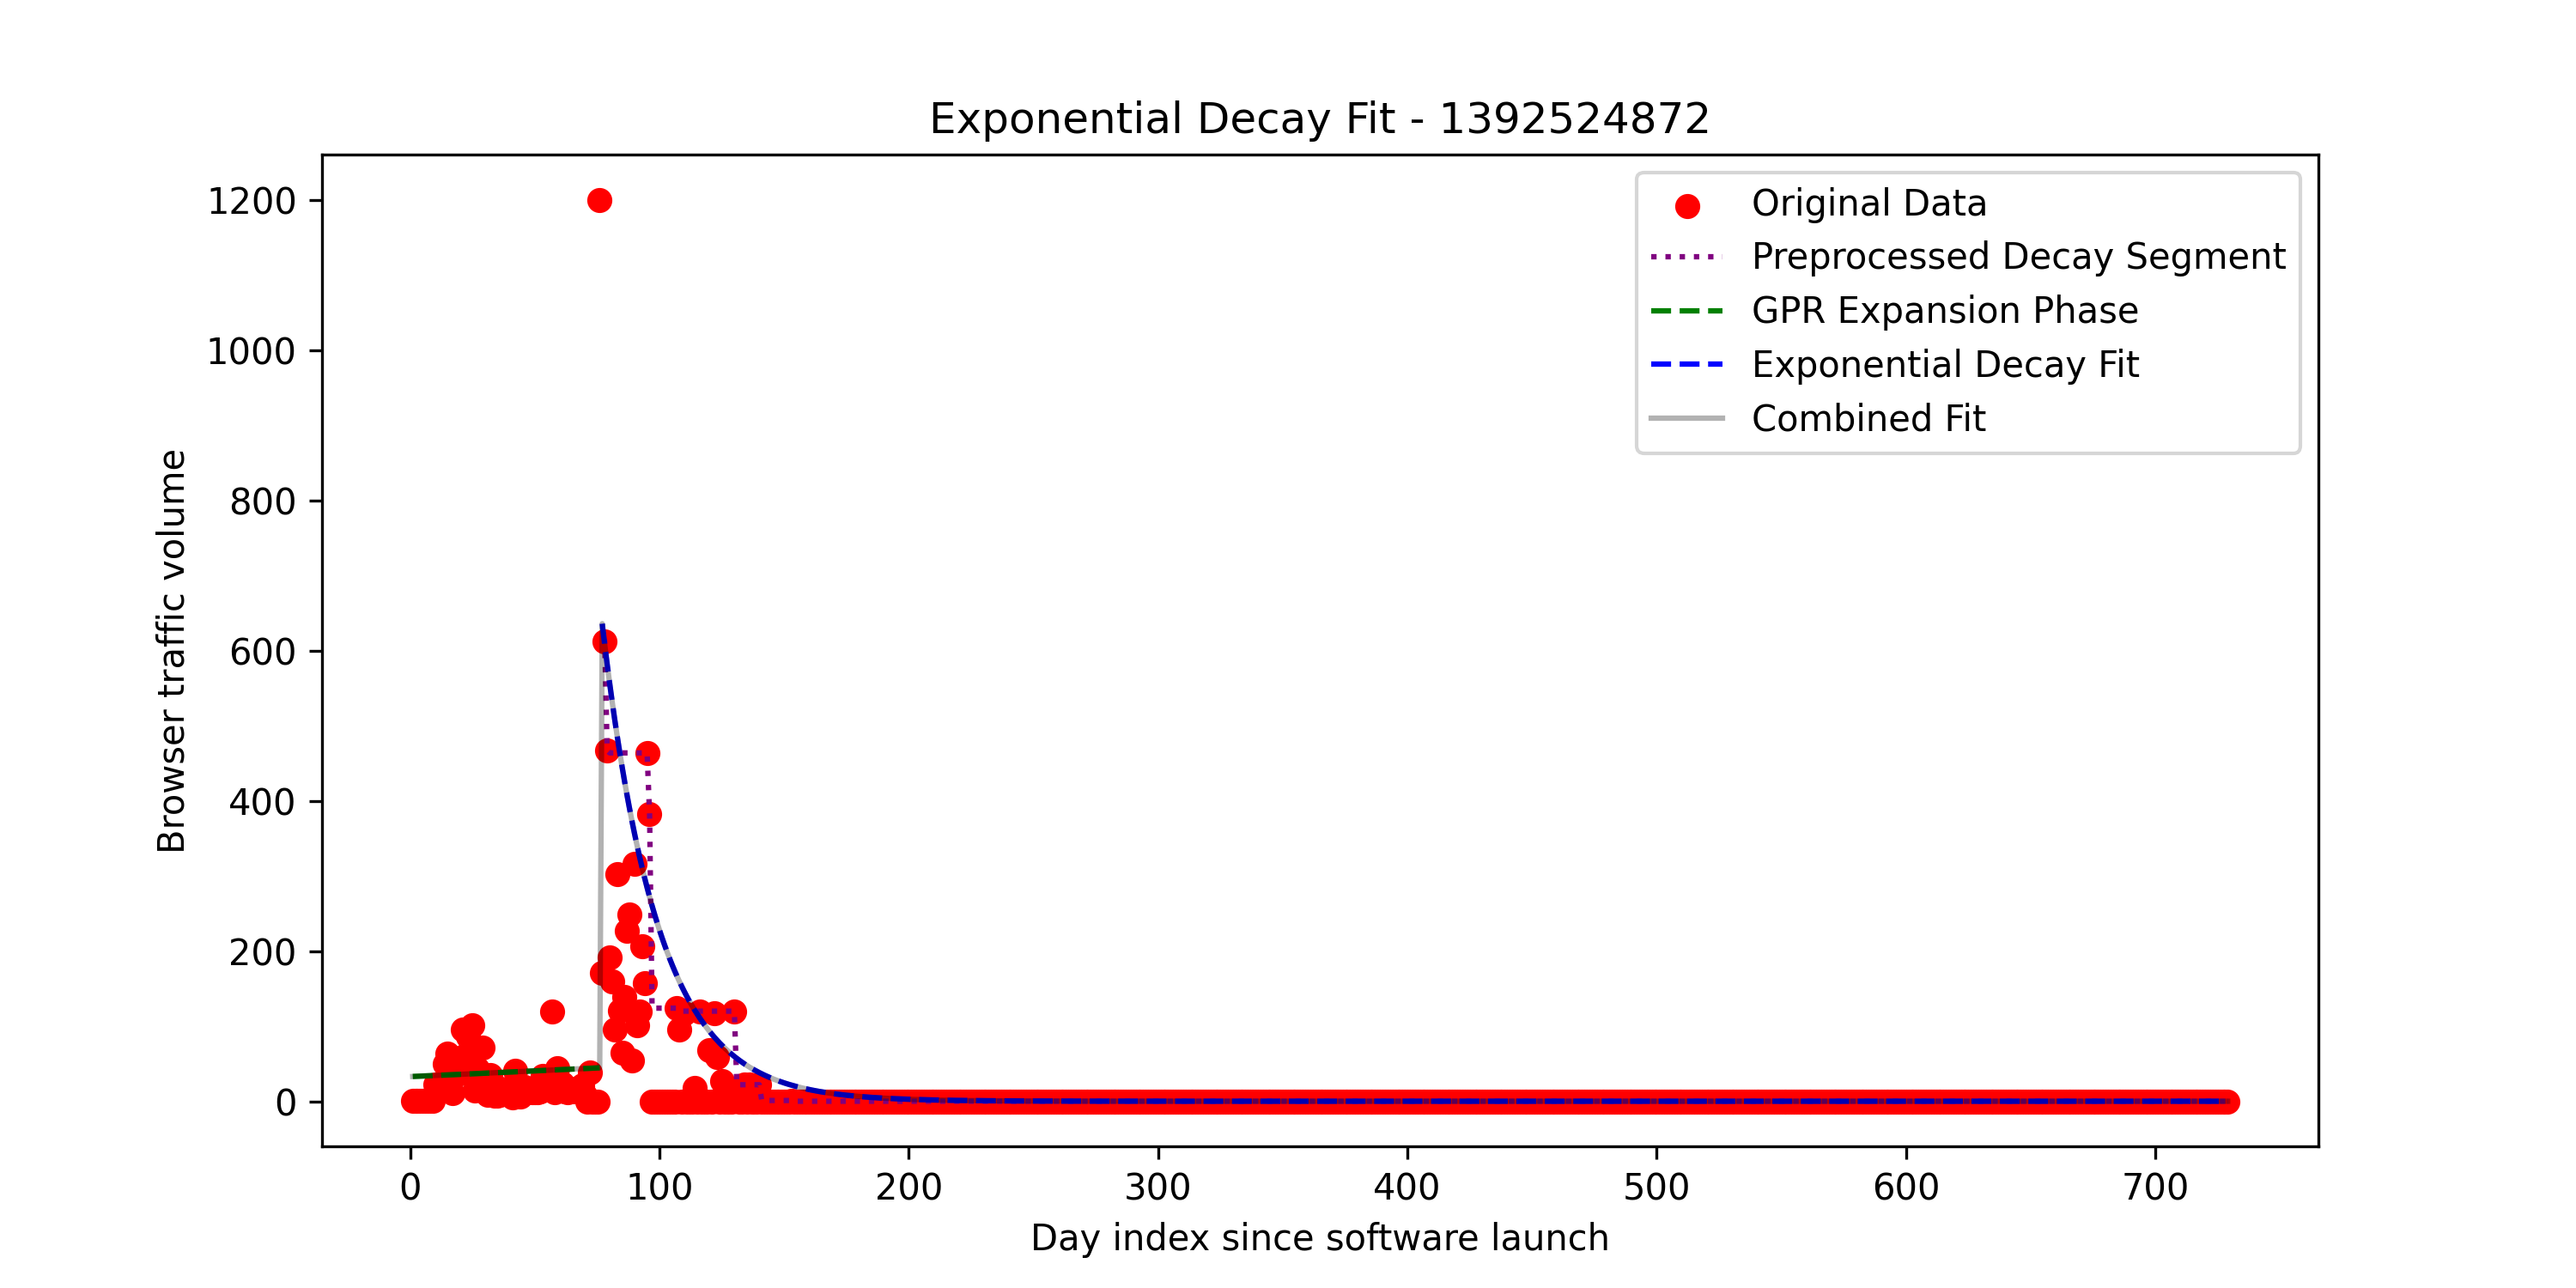 Exponential Decay Fit - 1392524872
Original Data
Preprocessed Decay Segment
GPR Expansion Phase
Exponential Decay Fit
Combined Fit
Browser traffic volume
1200
1000
800
600
400
200
0
0 100 200 300 400 500 600 700
Day index since software launch